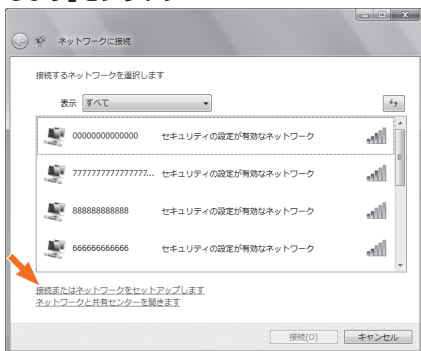 ネットワークに接続
接続するネットワークを選択します
表示 すべて
00000000000000 セキュリティの設定が有効なネットワーク
77777777777777777... セキュリティの設定が有効なネットワーク
888888888888 セキュリティの設定が有効なネットワーク
666666666666 セキュリティの設定が有効なネットワーク
接続またはネットワークをセットアップします
ネットワークと共有センターを開きます
接続(O) キャンセル